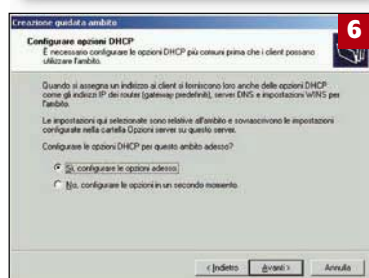 Creazione guidata ambito
6
Configurare opzioni DHCP
È necessario configurare le opzioni DHCP più comuni prima che i client possano
utilizzare l'ambito.
Quando si assegna un indirizzo ai client si forniscono loro anche delle opzioni DHCP
come gli indirizzi IP dei router (gateway predefiniti), server DNS e impostazioni WINS per
l'ambito.
Le impostazioni qui selezionate sono relative all'ambito e sovrascrivono le impostazioni
configurate nella cartella Opzioni server su questo server.
Configurare le opzioni DHCP per questo ambito adesso?
Sì, configurare le opzioni adesso.
No, configurare le opzioni in un secondo momento.
< Indietro
Avanti >
Annulla